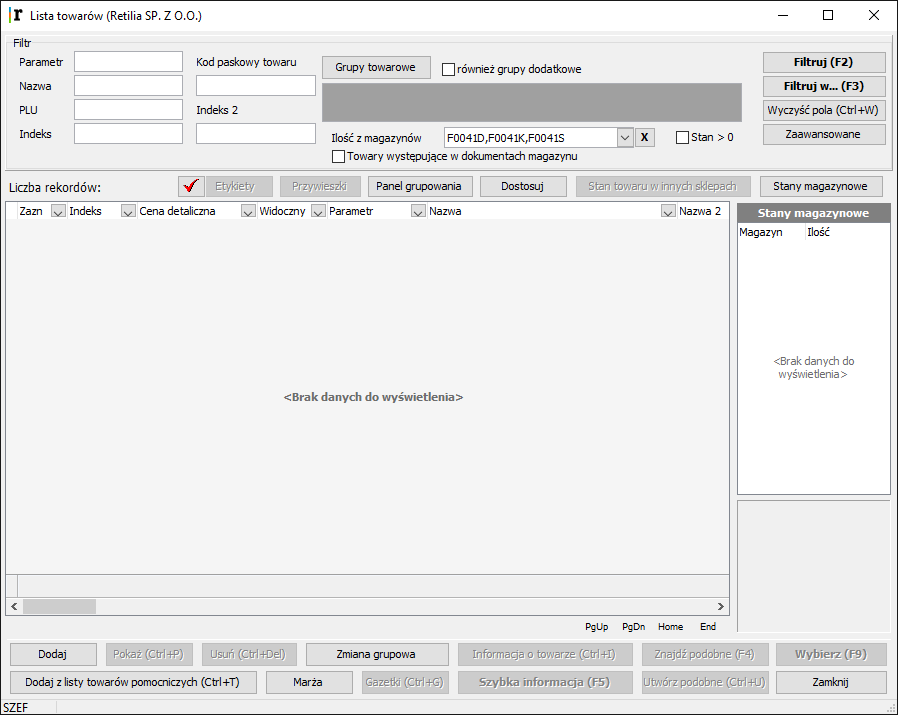 r Lista towarów (Retilia SP. Z O.O.)
Filtr
Parametr
Kod paskowy towaru
Grupy towarowe
również grupy dodatkowe
Filtruj (F2)
Nazwa
Filtruj w... (F3)
PLU
Indeks 2
Wyczyść pola (Ctrl+W)
Indeks
Ilość z magazynów
F0041D,F0041K,F0041S
X
Stan > 0
Zaawansowane
Towary występujące w dokumentach magazynu
Liczba rekordów:
Etykiety
Przywieszki
Panel grupowania
Dostosuj
Stan towaru w innych sklepach
Stany magazynowe
Zazn Indeks Cena detaliczna Widoczny Parametr Nazwa Nazwa 2
Stany magazynowe
Magazyn Ilość
<Brak danych do
wyświetlenia>
<Brak danych do wyświetlenia>
PgUp PgDn Home End
Dodaj
Pokaż (Ctrl+P)
Usuń (Ctrl+Del)
Zmiana grupowa
Informacja o towarze (Ctrl+I)
Znajdź podobne (F4)
Wybierz (F9)
Dodaj z listy towarów pomocniczych (Ctrl+T)
Marża
Gazetki (Ctrl+G)
Szybka informacja (F5)
Utwórz podobne (Ctrl+U)
Zamknij
SZEF